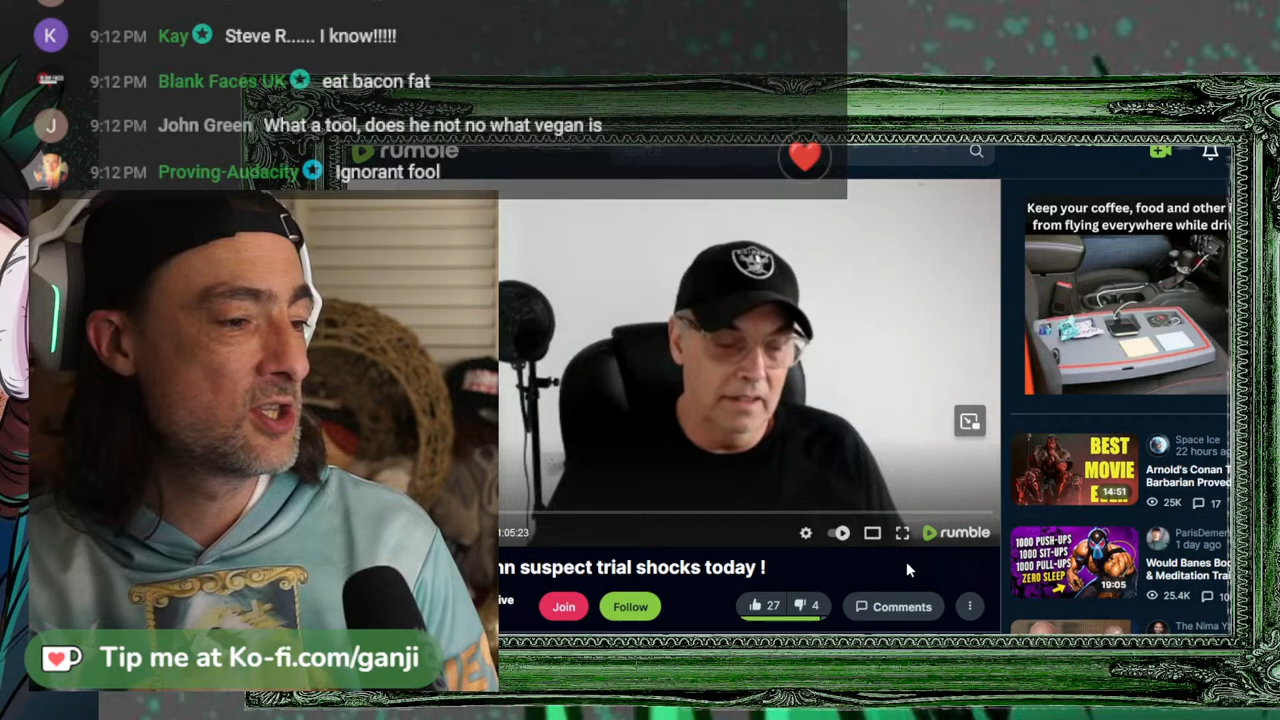 K
9:12 PM Kay Steve R...... I know!!!!!
9:12 PM Blank Faces UK eat bacon fat
J
9:12 PM John Green What a tool, does he not no what vegan is
9:12 PM Proving-Audacity Ignorant fool
rumble
Keep your coffee, food and other
from flying everywhere while
RAIDERS
1:05:23
rumble
suspect trial shocks today !
Join
Follow
27
4
Comments
BEST
MOVIE
14:51
Space Ice
22 hours
Arnold's Conan
Barbarian Proved
25K
17
1000 PUSH-UPS
1000 SIT-UPS
1000 PULL-UPS
ZERO SLEEP
19:05
1 day ago
Would Banes
& Meditation
25.4K
The Nima
Tip me at Ko-fi.com/ganji